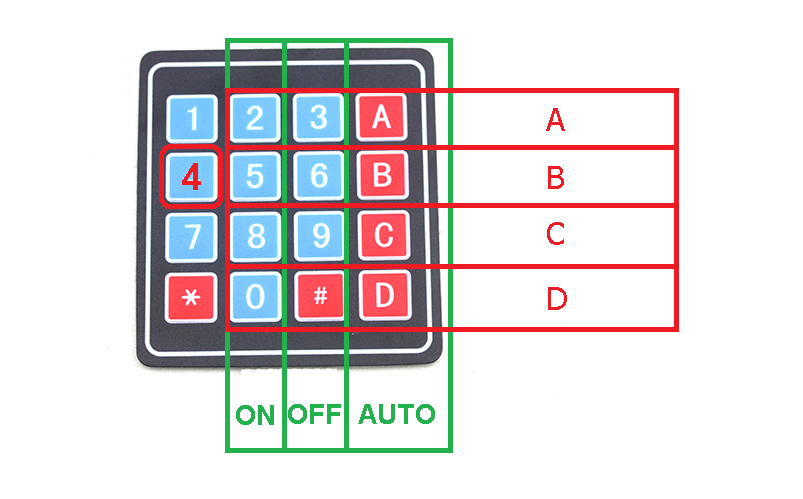 1 2 3 A A
4 5 6 B B
7 8 9 C C
* 0 # D D
ON OFF AUTO